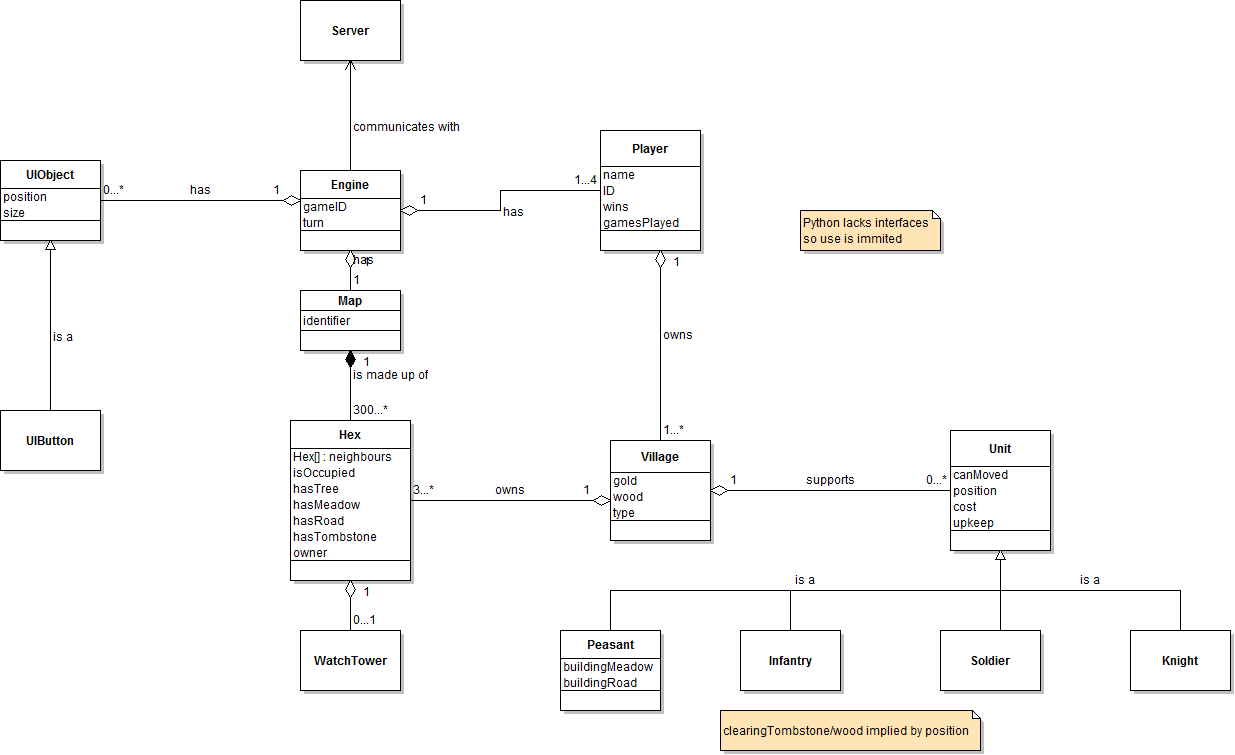 Server
communicates with
Player
name
ID
wins
gamesPlayed
1...4
1
has
UIObject
position
size
0...*
has
1
Engine
gameID
turn
Python lacks interfaces
so use is immited
has
1
1
Map
identifier
1
is made up of
300...*
is a
UIButton
1
owns
1...*
Hex
Hex[] : neighbours
isOccupied
hasTree
hasMeadow
hasRoad
hasTombstone
owner
3...*
owns
1
Village
gold
wood
type
1
supports
0...*
Unit
canMoved
position
cost
upkeep
1
0...1
WatchTower
is a
is a
Peasant
buildingMeadow
buildingRoad
Infantry
Soldier
Knight
clearingTombstone/wood implied by position